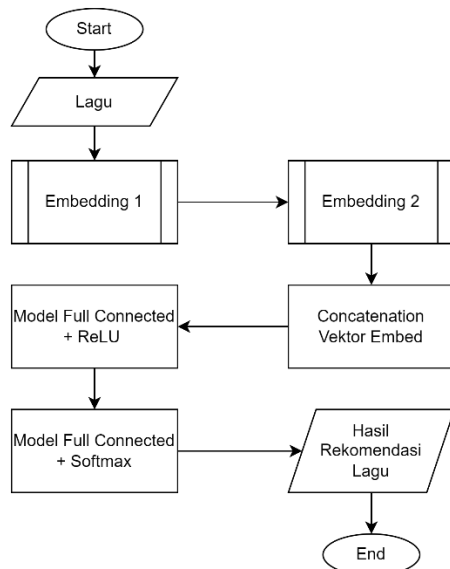 Start
Lagu
Embedding 1
Embedding 2
Concatenation
Vektor Embed
Model Full Connected
+ ReLU
Model Full Connected
+ Softmax
Hasil
Rekomendasi
Lagu
End